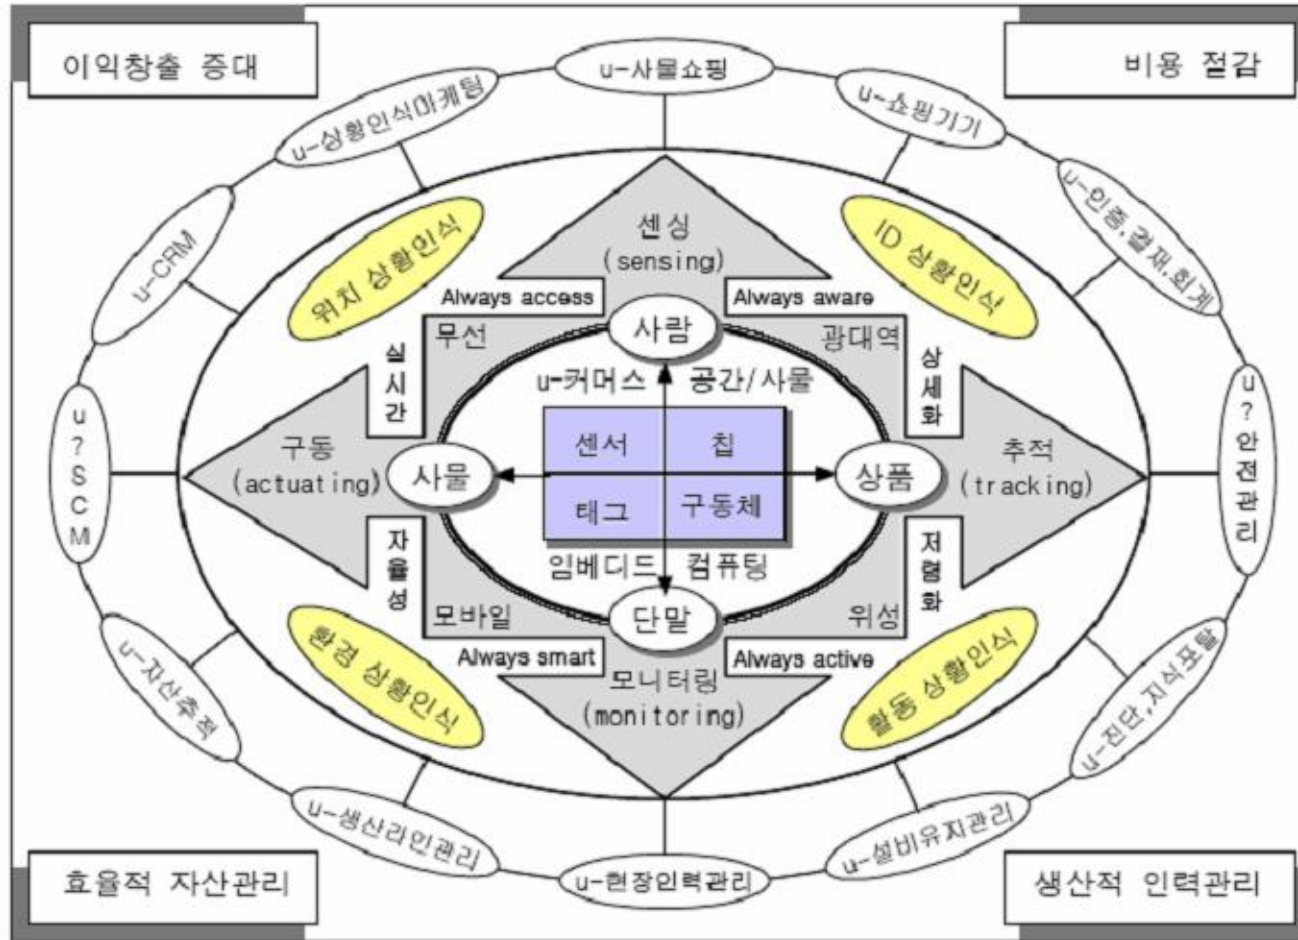 이익창출 증대
비용 절감
u-사물쇼핑
u-상황인식마케팅
u-쇼핑기기
u-인증,결재,회계
u-CRM
위치 상황인식
ID 상황인식
센싱
(sensing)
Always access
Always aware
무선
사람
광대역
실시간
상세화
u-커머스
공간/사물
u?SCM
구동
(actuating)
사물
센서
칩
태그
구동체
상품
추적
(tracking)
u?안전관리
자율성
저렴화
임베디드
컴퓨팅
모바일
단말
위성
Always smart
Always active
모니터링
(monitoring)
환경 상황인식
활동 상황인식
u-자산추적
u-진단,지식포탈
u-생산라인관리
u-설비유지관리
u-현장인력관리
효율적 자산관리
생산적 인력관리